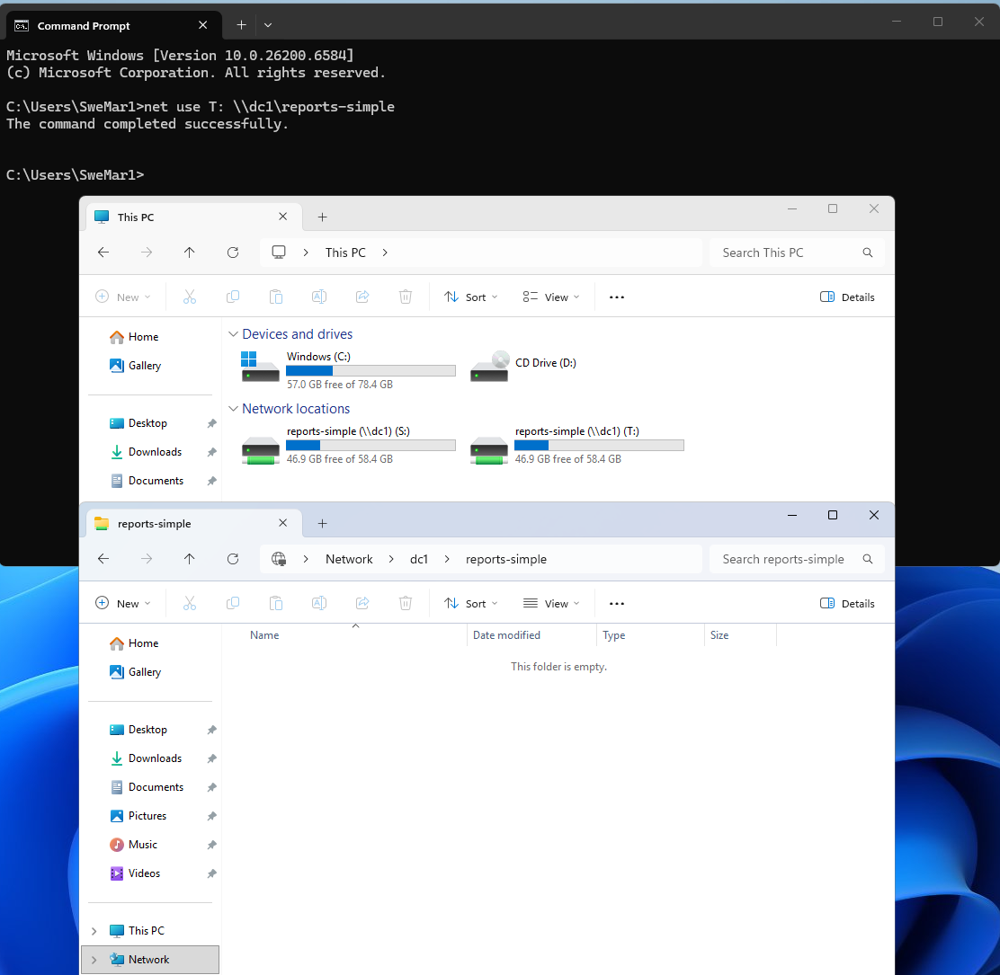 Command Prompt
Microsoft Windows [Version 10.0.26200.6584]
(c) Microsoft Corporation. All rights reserved.
C:\Users\SweMar1>net use T: \\dc1\reports-simple
The command completed successfully.
C:\Users\SweMar1>
This PC
This PC
Search This PC
New
Sort
View
Details
Home
Gallery
Desktop
Downloads
Documents
Devices and drives
Windows (C:)
57.0 GB free of 78.4 GB
CD Drive (D:)
Network locations
reports-simple (\\dc1) (S:)
46.9 GB free of 58.4 GB
reports-simple (\\dc1) (T:)
46.9 GB free of 58.4 GB
reports-simple
Network
dc1
reports-simple
Search reports-simple
New
Sort
View
Details
Home
Gallery
Desktop
Downloads
Documents
Pictures
Music
Videos
This PC
Network
Name
Date modified
Type
Size
This folder is empty.